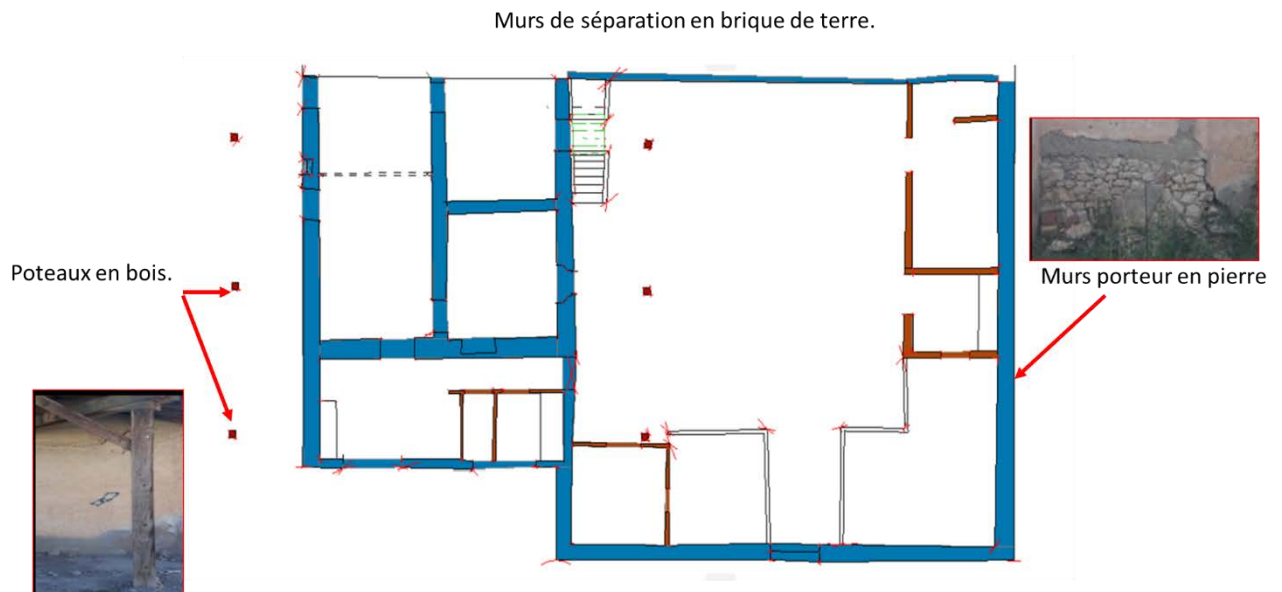 Murs de séparation en brique de terre.
Poteaux en bois.
Murs porteur en pierre